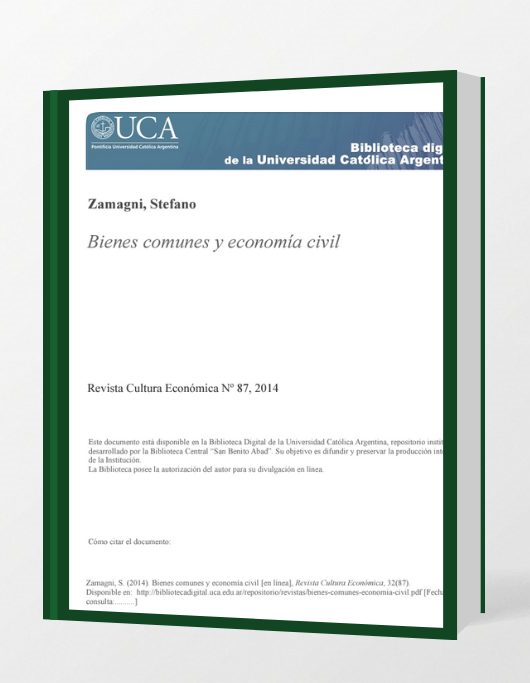 UCA
Pontificia Universidad Católica Argentina
Biblioteca dig
de la Universidad Católica Argent
Zamagni, Stefano
Bienes comunes y economía civil
Revista Cultura Económica Nº 87, 2014
Este documento está disponible en la Biblioteca Digital de la Universidad Católica Argentina, repositorio instit
desarrollado por la Biblioteca Central “San Benito Abad”. Su objetivo es difundir y preservar la producción inte
de la Institución.
La Biblioteca posee la autorización del autor para su divulgación en línea.
Cómo citar el documento:
Zamagni, S. (2014). Bienes comunes y economía civil [en línea], Revista Cultura Económica, 32(87).
Disponible en: http://bibliotecadigital.uca.edu.ar/repositorio/revistas/bienes-comunes-economia-civil.pdf [Fecha
consulta:..........]